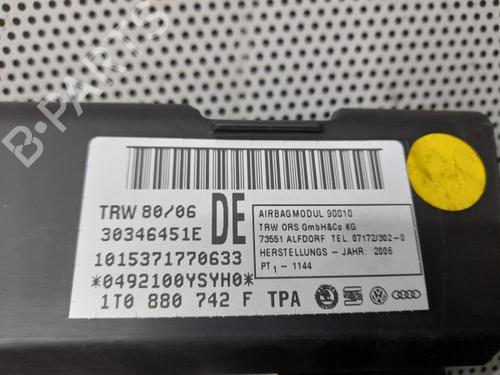 B-PARTS
TRW 80/06
30346451E
DE
1015371770633
*0492100YSYH0*
1T0 880 742 F TPA
AIRBAGMODUL 90010
TRW ORS GmbH&Co KG
73551 ALFDORF TEL. 07172/302-0
HERSTELLUNGS - JAHR: 2006
PT1 - 1144